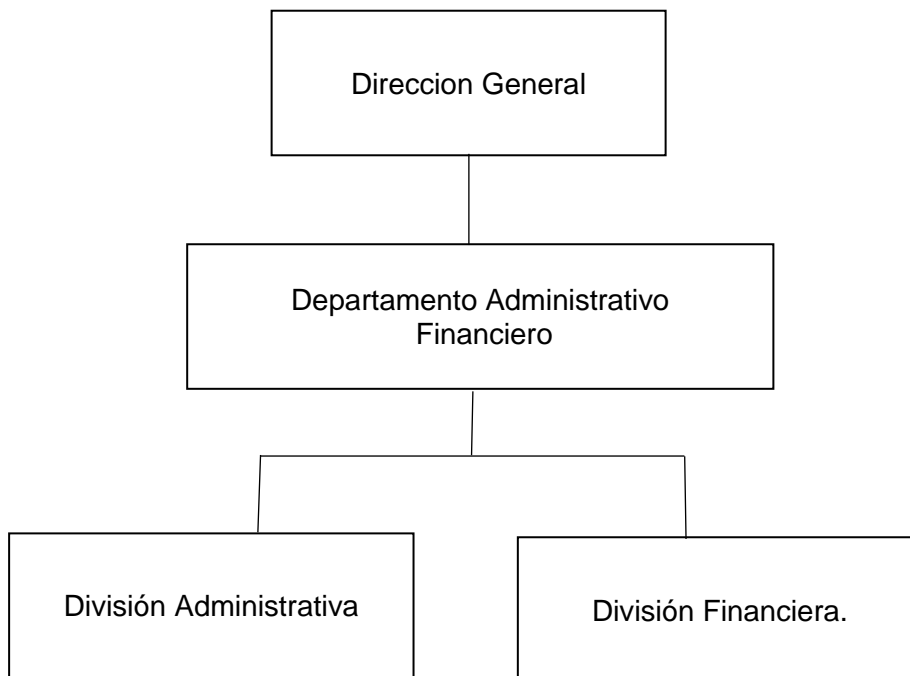 Direccion General
Departamento Administrativo
Financiero
División Administrativa
División Financiera.